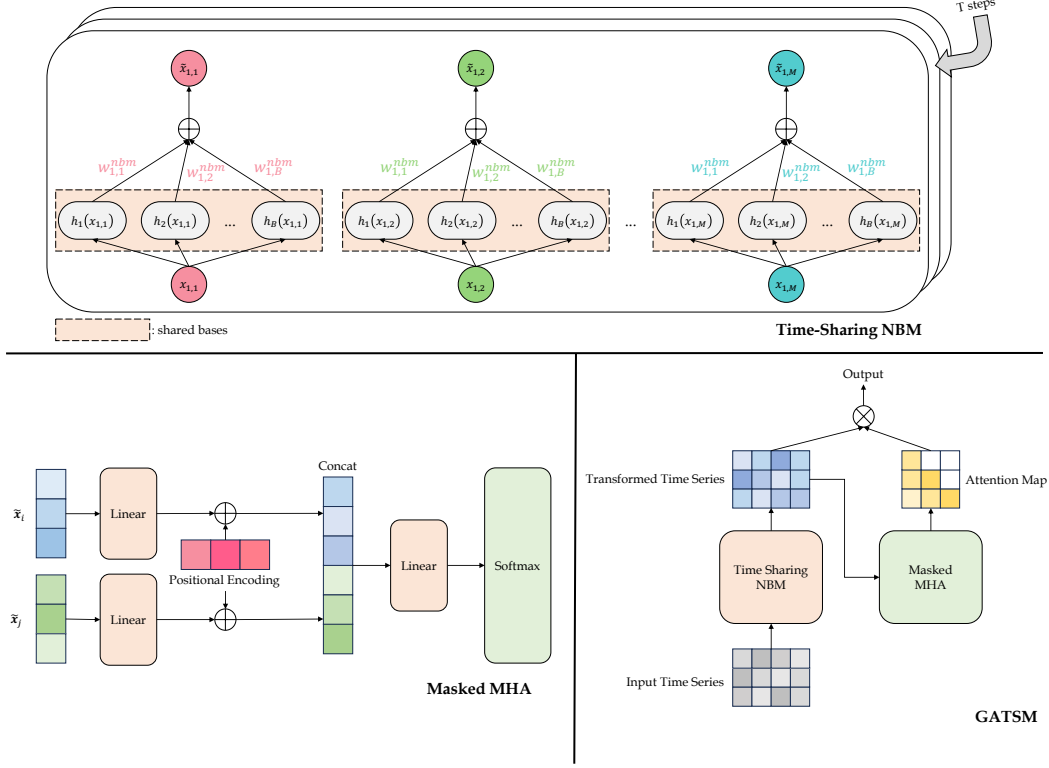 T steps
x̃₁,₁ x̃₁,₂ x̃₁,M
w₁,₁ⁿᵇᵐ w₁,₂ⁿᵇᵐ w₁,Bⁿᵇᵐ w₁,₁ⁿᵇᵐ w₁,₂ⁿᵇᵐ w₁,Bⁿᵇᵐ w₁,₁ⁿᵇᵐ w₁,₂ⁿᵇᵐ w₁,Bⁿᵇᵐ
h₁(x₁,₁) h₂(x₁,₁) ... h_B(x₁,₁) h₁(x₁,₂) h₂(x₁,₂) ... h_B(x₁,₂) ... h₁(x₁,M) h₂(x₁,M) ... h_B(x₁,M)
x₁,₁ x₁,₂ x₁,M
: shared bases
Time-Sharing NBM
x̃ᵢ
Linear
Concat
Positional Encoding
Linear
Softmax
x̃ⱼ
Linear
Masked MHA
Output
Transformed Time Series
Attention Map
Time Sharing
NBM
Masked
MHA
Input Time Series
GATSM